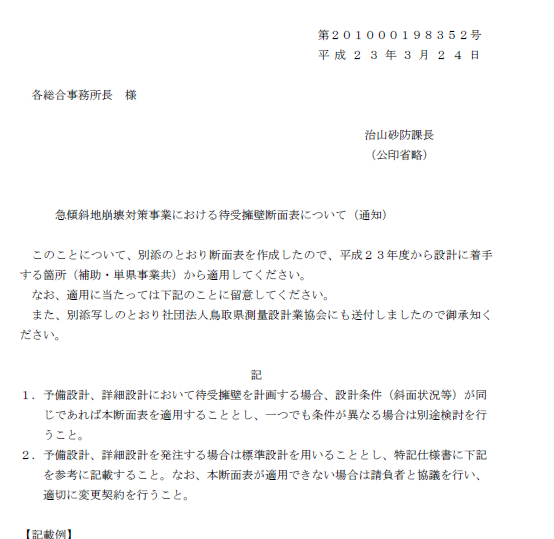 第２０１０００１９８３５２号
平成２３年３月２４日
各総合事務所長　様
治山砂防課長
（公印省略）
急傾斜地崩壊対策事業における待受擁壁断面表について（通知）
このことについて、別添のとおり断面表を作成したので、平成２３年度から設計に着手
する箇所（補助・単県事業共）から適用してください。
なお、適用に当たっては下記のことに留意してください。
また、別添写しのとおり社団法人鳥取県測量設計業協会にも送付しましたので御承知く
ださい。
記
１．予備設計、詳細設計において待受擁壁を計画する場合、設計条件（斜面状況等）が同
じであれば本断面表を適用することとし、一つでも条件が異なる場合は別途検討を行
うこと。
２．予備設計、詳細設計を発注する場合は標準設計を用いることとし、特記仕様書に下記
を参考に記載すること。なお、本断面表が適用できない場合は請負者と協議を行い、
適切に変更契約を行うこと。
【記載例】